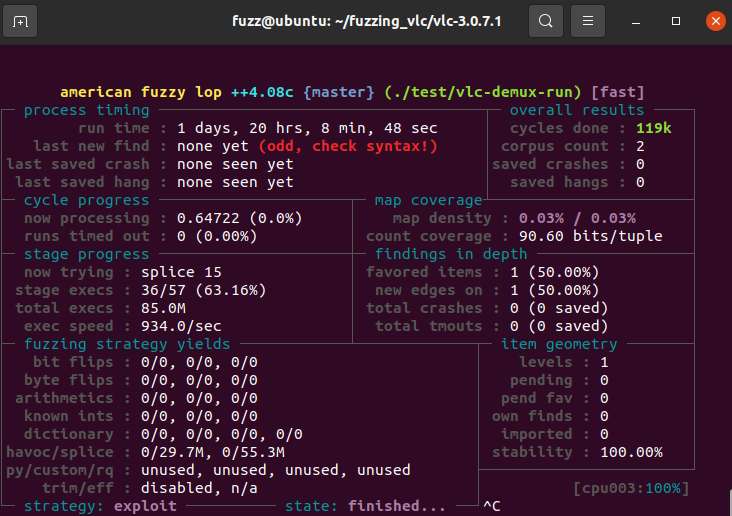 fuzz@ubuntu: ~/fuzzing_vlc/vlc-3.0.7.1
american fuzzy lop ++4.08c {master} (./test/vlc-demux-run) [fast]
process timing overall results
run time : 1 days, 20 hrs, 8 min, 48 sec cycles done : 119k
last new find : none yet (odd, check syntax!) corpus count : 2
last saved crash : none seen yet saved crashes : 0
last saved hang : none seen yet saved hangs : 0
cycle progress map coverage
now processing : 0.64722 (0.0%) map density : 0.03% / 0.03%
runs timed out : 0 (0.00%) count coverage : 90.60 bits/tuple
stage progress findings in depth
now trying : splice 15 favored items : 1 (50.00%)
stage execs : 36/57 (63.16%) new edges on : 1 (50.00%)
total execs : 85.0M total crashes : 0 (0 saved)
exec speed : 934.0/sec total tmouts : 0 (0 saved)
fuzzing strategy yields item geometry
bit flips : 0/0, 0/0, 0/0 levels : 1
byte flips : 0/0, 0/0, 0/0 pending : 0
arithmetics : 0/0, 0/0, 0/0 pend fav : 0
known ints : 0/0, 0/0, 0/0 own finds : 0
dictionary : 0/0, 0/0, 0/0, 0/0 imported : 0
havoc/splice : 0/29.7M, 0/55.3M stability : 100.00%
py/custom/rq : unused, unused, unused, unused
trim/eff : disabled, n/a [cpu003:100%]
strategy: exploit state: finished... ^C